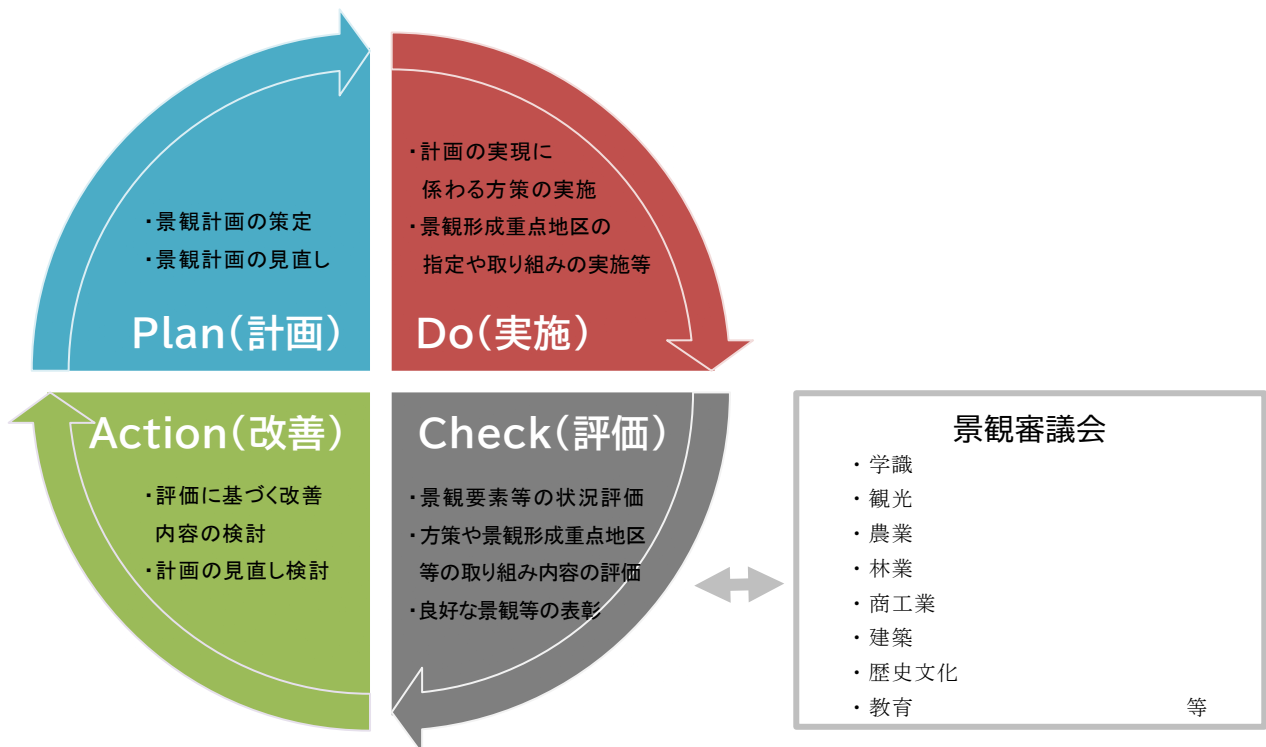 ・景観計画の策定
・景観計画の見直し
Plan(計画)
・計画の実現に
係わる方策の実施
・景観形成重点地区の
指定や取り組みの実施等
Do(実施)
Action(改善)
・評価に基づく改善
内容の検討
・計画の見直し検討
Check(評価)
・景観要素等の状況評価
・方策や景観形成重点地区
等の取り組み内容の評価
・良好な景観等の表彰
景観審議会
・学識
・観光
・農業
・林業
・商工業
・建築
・歴史文化
・教育 等